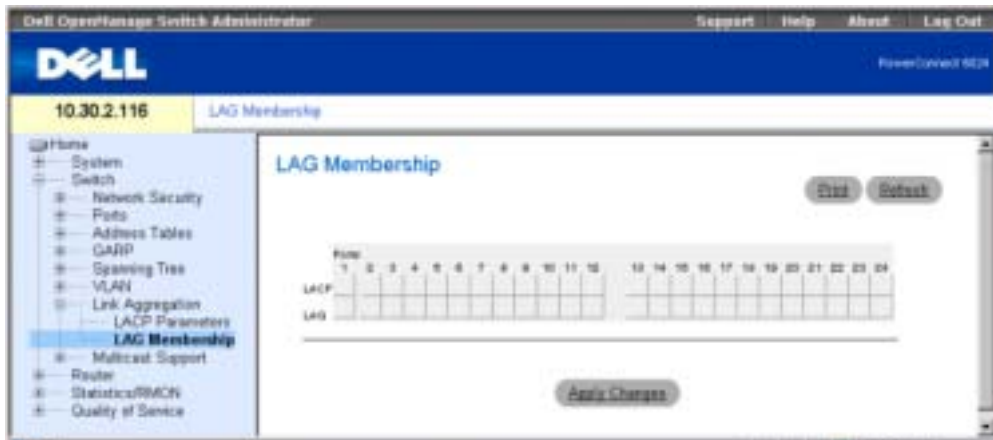 Dell OpenManage Switch Administrator Support Help About Log Out
DELL
PowerConnect 6024
10.30.2.116 LAG Membership
Home
System
Switch
Network Security
Ports
Address Tables
GARP
Spanning Tree
VLAN
Link Aggregation
LACP Parameters
LAG Membership
Multicast Support
Router
Statistics/RMON
Quality of Service
LAG Membership
Print Refresh
Ports
1 2 3 4 5 6 7 8 9 10 11 12 13 14 15 16 17 18 19 20 21 22 23 24
LACP
LAG
Apply Changes